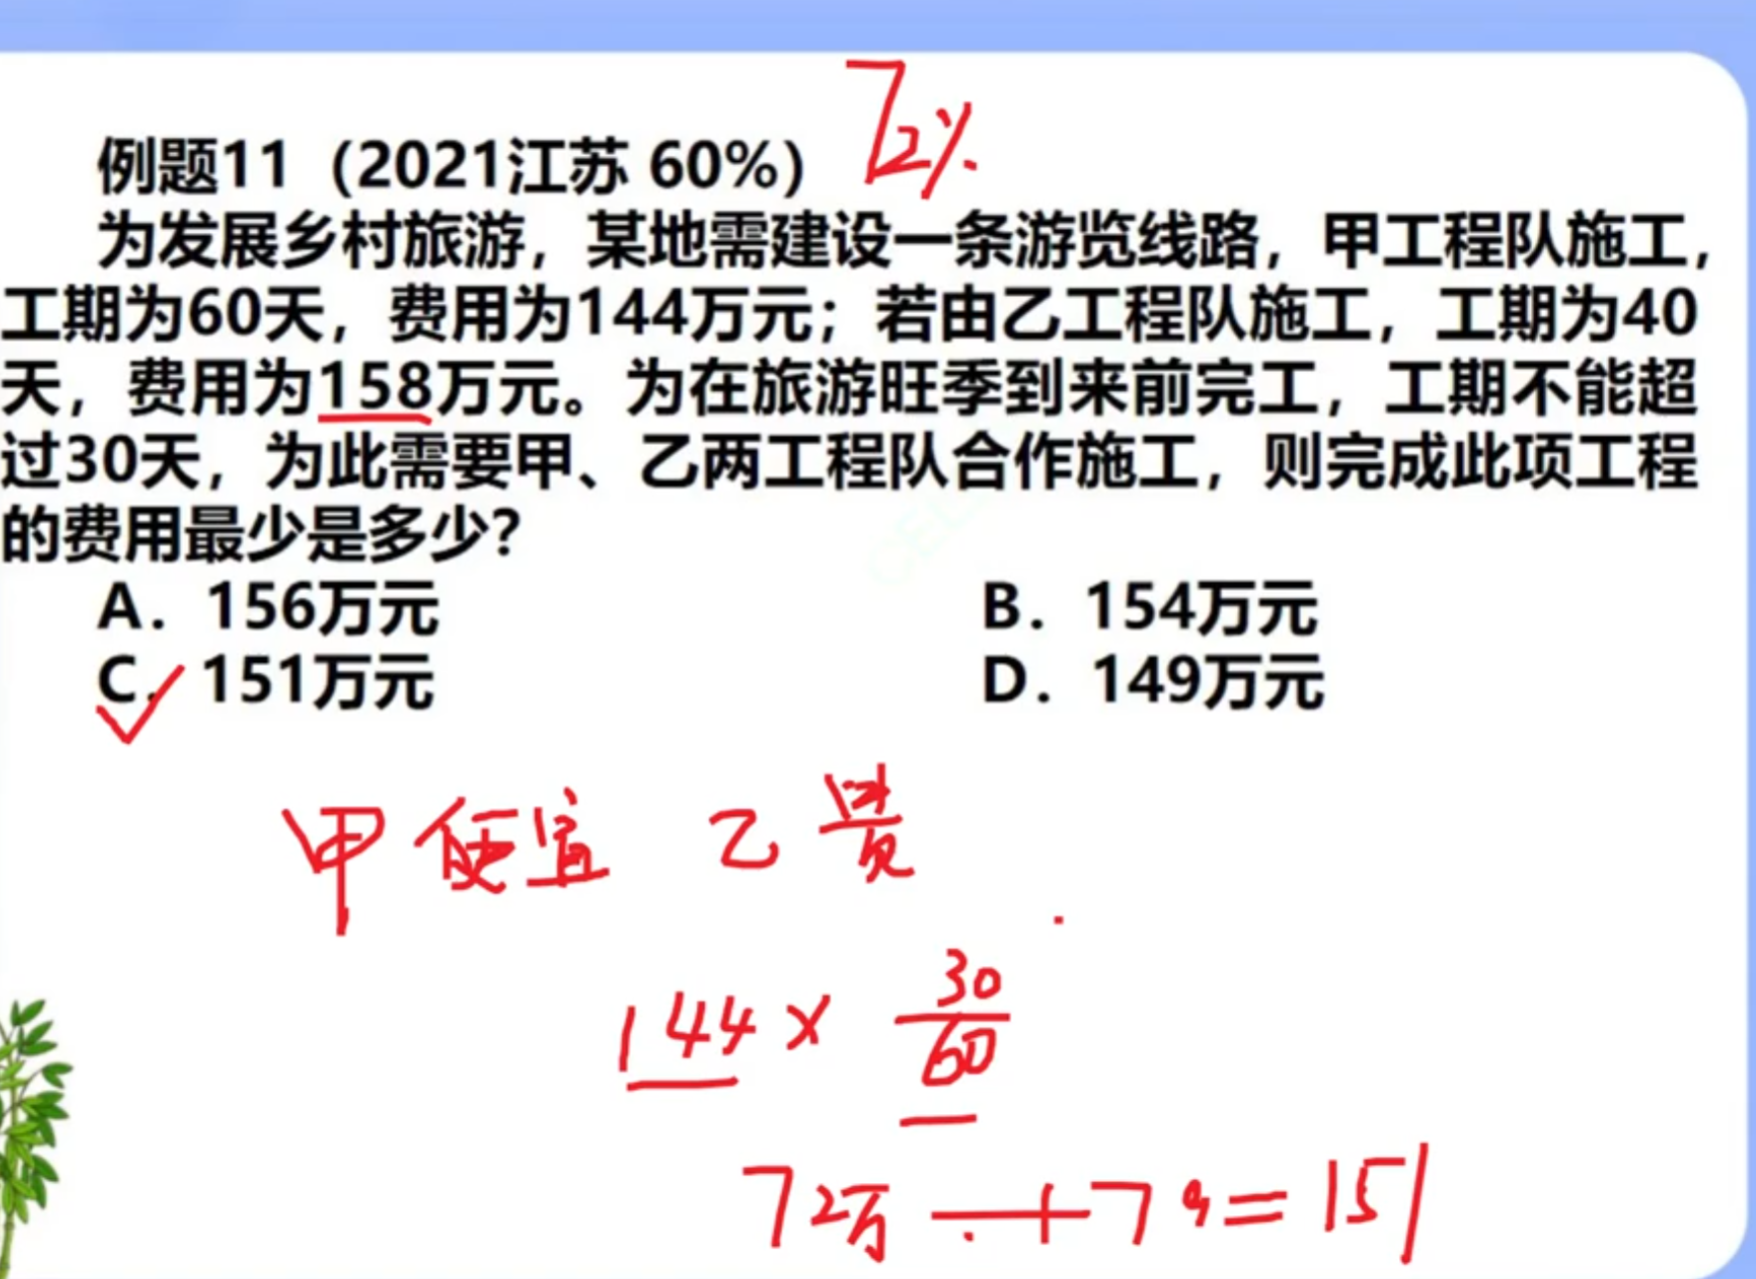 72%
例题11（2021江苏 60%）
为发展乡村旅游，某地需建设一条游览线路，甲工程队施工，
工期为60天，费用为144万元；若由乙工程队施工，工期为40
天，费用为158万元。为在旅游旺季到来前完工，工期不能超
过30天，为此需要甲、乙两工程队合作施工，则完成此项工程
的费用最少是多少？
A．156万元 B．154万元
C．151万元 D．149万元
甲便宜 乙贵
144 × 30/60
72万 + 79 = 151